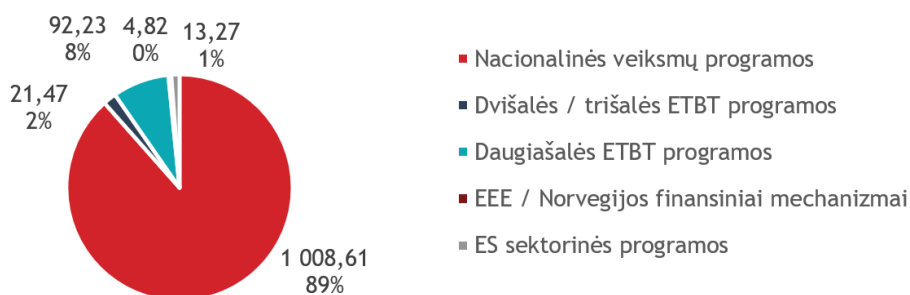 92,23
8%
4,82
0%
13,27
1%
21,47
2%
1 008,61
89%
Nacionalinės veiksmų programos
Dvišalės / trišalės ETBT programos
Daugiašalės ETBT programos
EEE / Norvegijos finansiniai mechanizmai
ES sektorinės programos